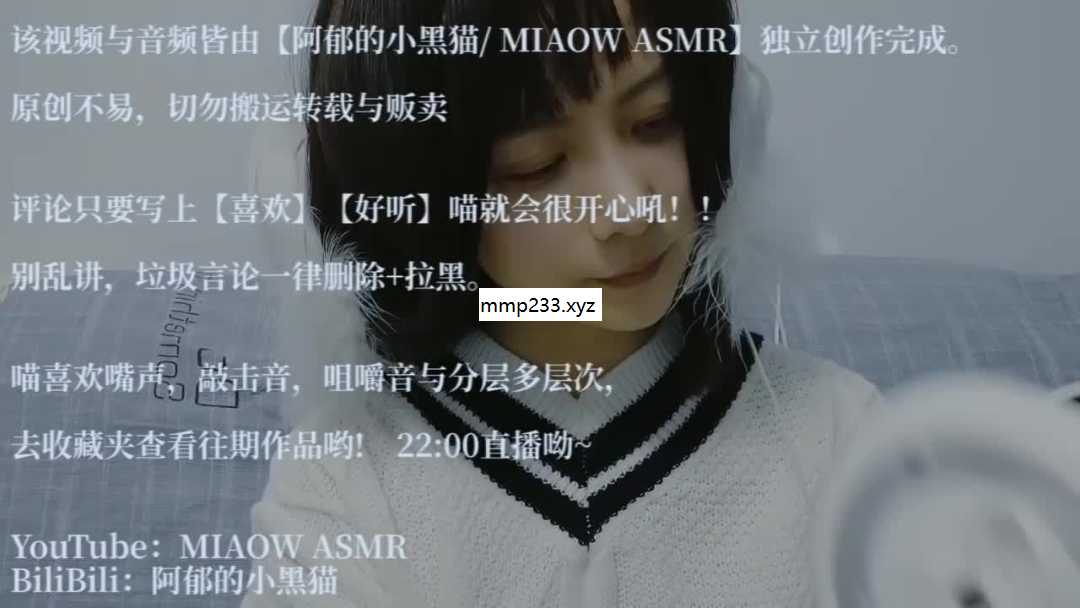 该视频与音频皆由【阿郁的小黑猫/ MIAOW ASMR】独立创作完成。
原创不易，切勿搬运转载与贩卖
评论只要写上【喜欢】【好听】喵就会很开心吼！！
别乱讲，垃圾言论一律删除+拉黑。
mmp233.xyz
喵喜欢嘴声，敲击音，咀嚼音与分层多层次，
去收藏夹查看往期作品哟! 22:00直播呦~
YouTube：MIAOW ASMR
BiliBili：阿郁的小黑猫